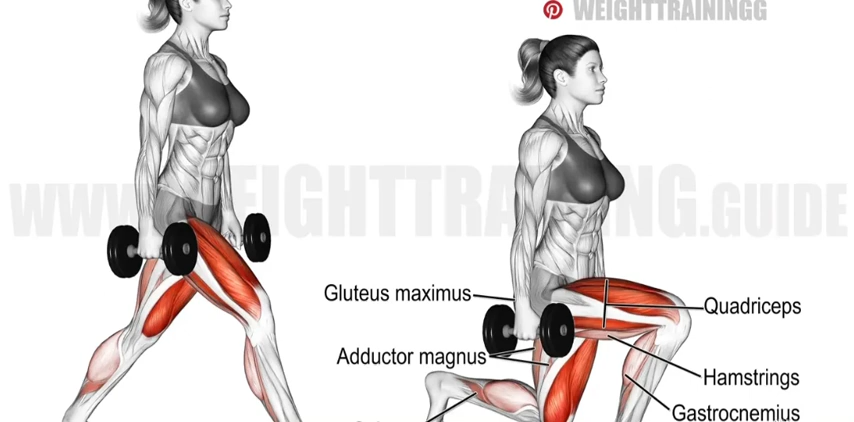 WEIGHTTRAININGG
WWW.WEIGHTTRAINING.GUIDE
Gluteus maximus
Quadriceps
Adductor magnus
Hamstrings
Gastrocnemius